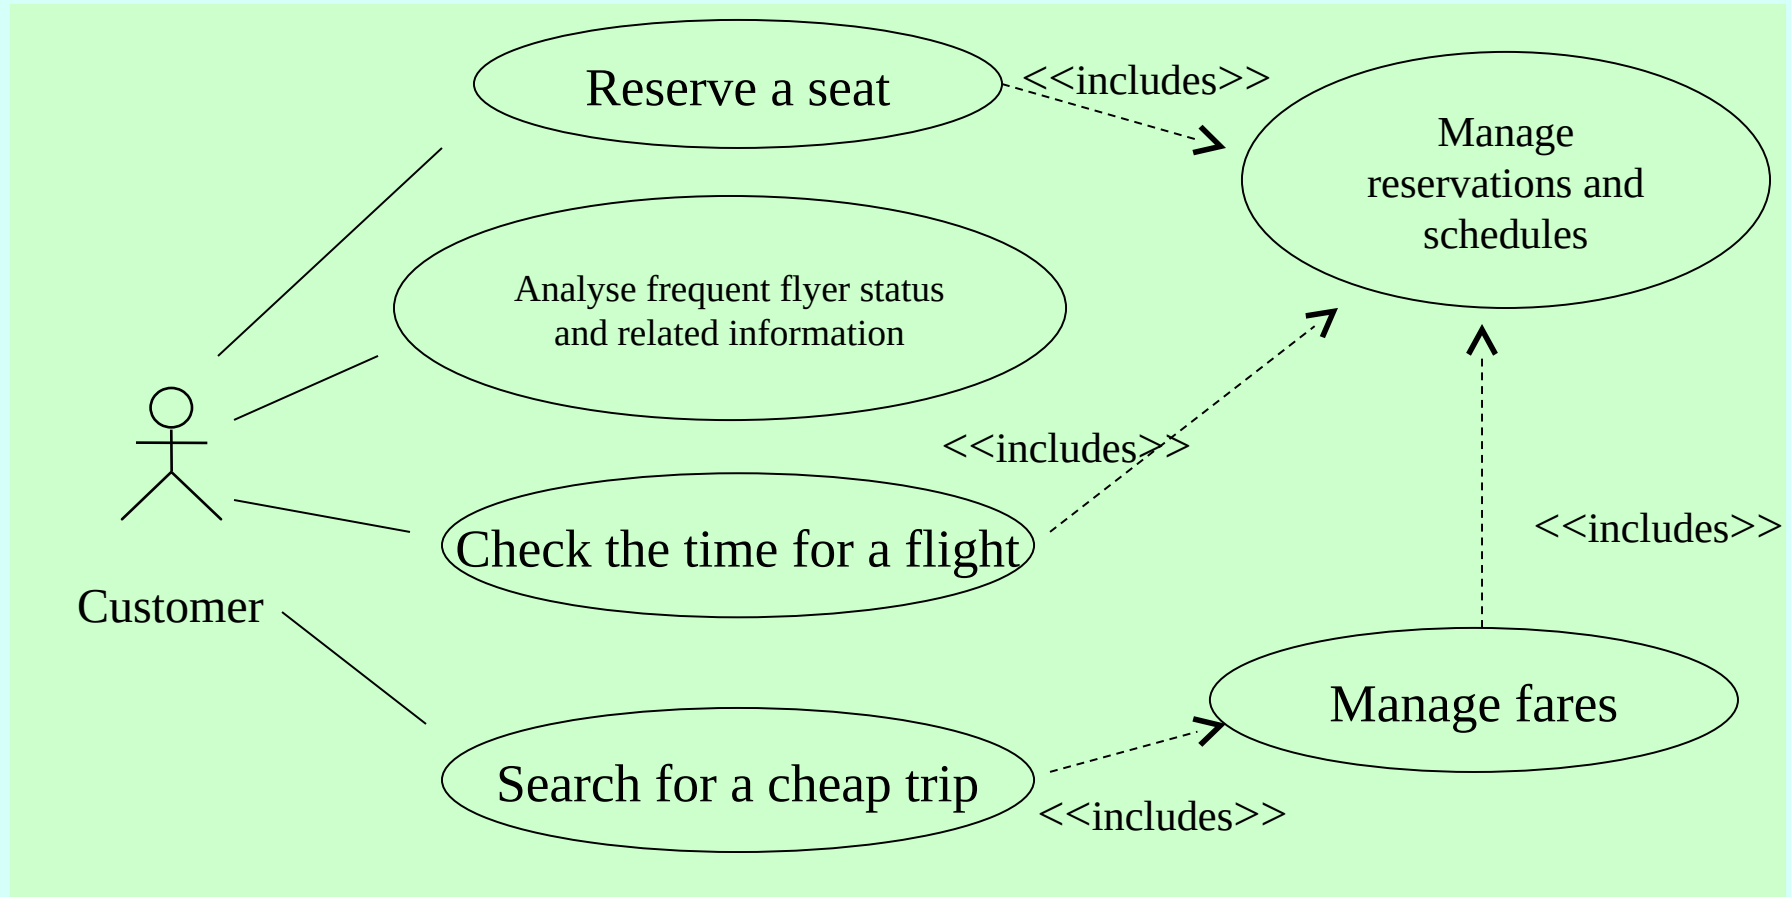 Reserve a seat
<<includes>>
Manage
reservations and
schedules
Analyse frequent flyer status
and related information
<<includes>>
Check the time for a flight
<<includes>>
Customer
Manage fares
Search for a cheap trip
<<includes>>